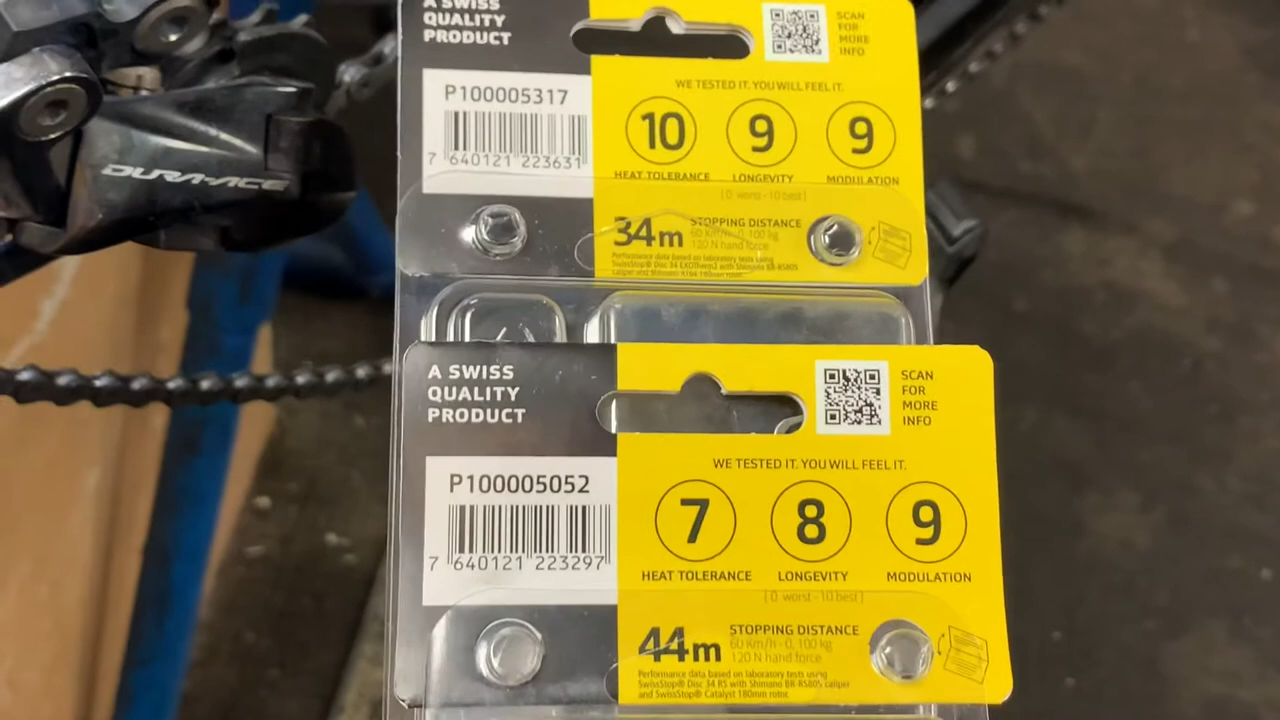 DURA-ACE
A SWISS
QUALITY
PRODUCT
SCAN
FOR
MORE
INFO
WE TESTED IT. YOU WILL FEEL IT.
P100005317
7 640121 223631
10 9 9
HEAT TOLERANCE LONGEVITY MODULATION
[ 0 worst - 10 best ]
34m
STOPPING DISTANCE
60 Km/h - 0, 100 kg
120 N hand force
Performance data based on laboratory tests using
SwissStop® Disc 34 EXOTherm2 with Shimano BR-R5805
caliper and Shimano 180mm rotor.
A SWISS
QUALITY
PRODUCT
SCAN
FOR
MORE
INFO
WE TESTED IT. YOU WILL FEEL IT.
P100005052
7 640121 223297
7 8 9
HEAT TOLERANCE LONGEVITY MODULATION
[ 0 worst - 10 best ]
44m
STOPPING DISTANCE
60 Km/h - 0, 100 kg
120 N hand force
Performance data based on laboratory tests using
SwissStop® Disc 34 RS with Shimano BR-R5805 caliper
and SwissStop® Catalyst 180mm rotor.